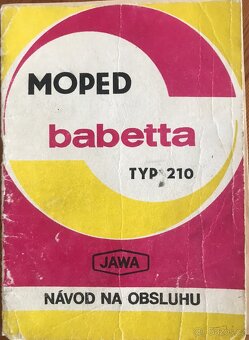 MOPED
babetta
TYP 210
JAWA
NÁVOD NA OBSLUHU